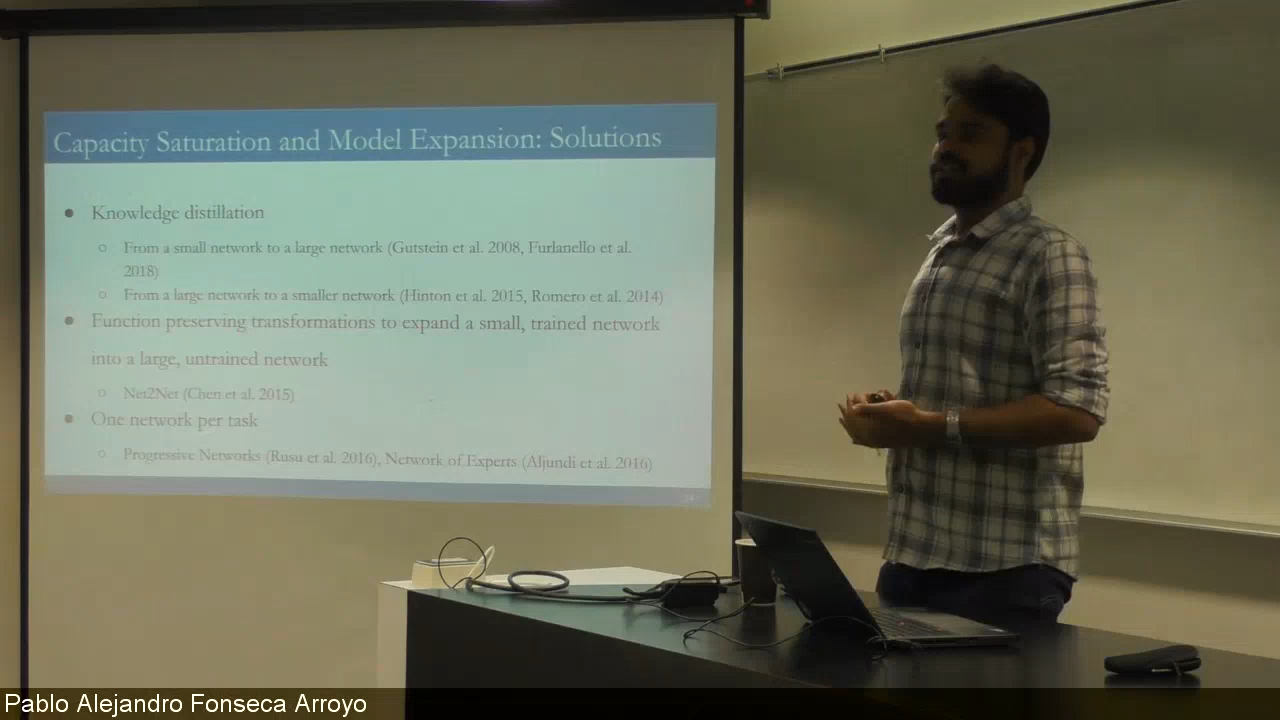 Capacity Saturation and Model Expansion: Solutions
● Knowledge distillation
○ From a small network to a large network (Gutstein et al. 2008, Furlanello et al.
2018)
○ From a large network to a smaller network (Hinton et al. 2015, Romero et al. 2014)
● Function preserving transformations to expand a small, trained network
into a large, untrained network
○ Net2Net (Chen et al. 2015)
● One network per task
○ Progressive Networks (Rusu et al. 2016), Network of Experts (Aljundi et al. 2016)
Pablo Alejandro Fonseca Arroyo